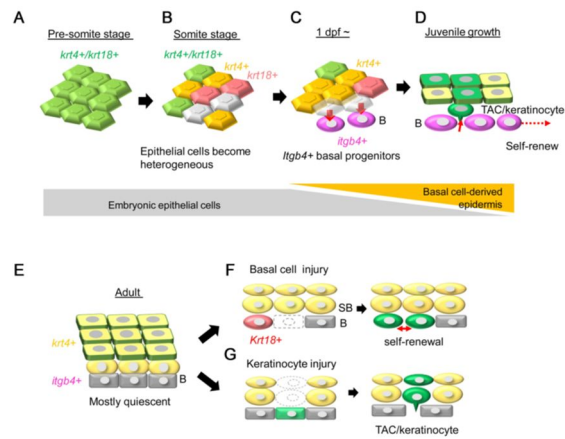 A
Pre-somite stage
krt4+/krt18+
B
Somite stage
krt4+/krt18+
krt4+
krt18+
Epithelial cells become
heterogeneous
C
1 dpf ~
krt4+
B
itgb4+
Itgb4+ basal progenitors
D
Juvenile growth
TAC/keratinocyte
B
Self-renew
Embryonic epithelial cells
Basal cell-derived
epidermis
E
Adult
krt4+
itgb4+
B
Mostly quiescent
F
Basal cell injury
SB
B
Krt18+
self-renewal
G
Keratinocyte injury
TAC/keratinocyte